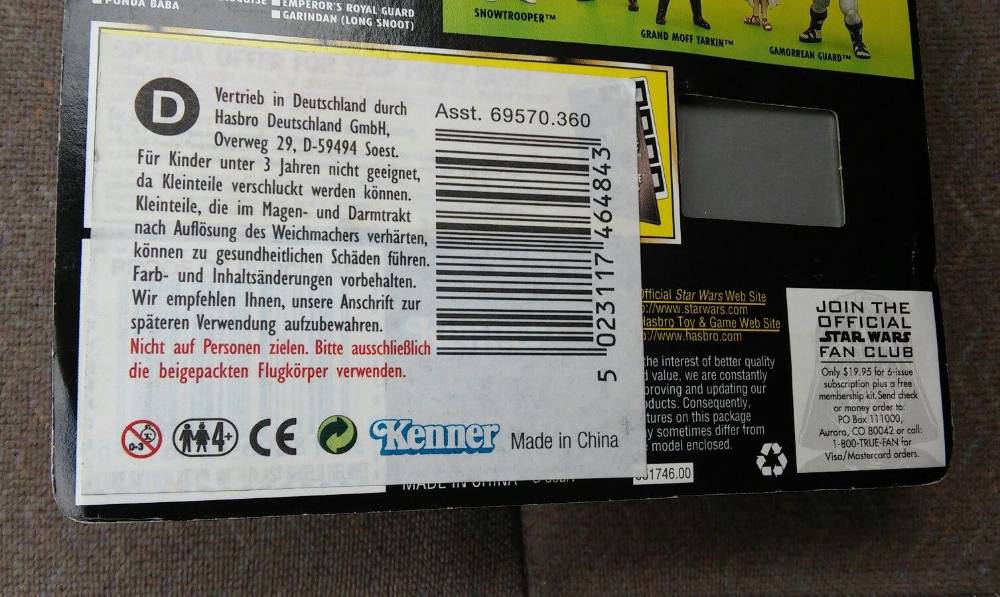 PONDA BABA
EMPEROR'S ROYAL GUARD
GARINDAN (LONG SNOOT)
SNOWTROOPER™
GRAND MOFF TARKIN™
GAMORREAN GUARD™
D
Vertrieb in Deutschland durch
Hasbro Deutschland GmbH,
Overweg 29, D-59494 Soest.
Für Kinder unter 3 Jahren nicht geeignet,
da Kleinteile verschluckt werden können.
Kleinteile, die im Magen- und Darmtrakt
nach Auflösung des Weichmachers verhärten,
können zu gesundheitlichen Schäden führen.
Farb- und Inhaltsänderungen vorbehalten.
Wir empfehlen Ihnen, unsere Anschrift zur
späteren Verwendung aufzubewahren.
Nicht auf Personen zielen. Bitte ausschließlich
die beigepackten Flugkörper verwenden.
Asst. 69570.360
5 023117 464843
0-3
4+
CE
Kenner
Made in China
Official Star Wars Web Site
://www.starwars.com
Hasbro Toy & Game Web Site
://www.hasbro.com
the interest of better quality
value, we are constantly
and updating our
Consequently,
on this package
sometimes differ from
model enclosed.
1746.00
MADE IN CHINA
JOIN THE
OFFICIAL
STAR WARS
FAN CLUB
Only $19.95 for 6-issue
subscription plus a free
membership kit. Send check
or money order to:
PO Box 111000,
Aurora, CO 80042 or call:
1-800-TRUE-FAN for
Visa/Mastercard orders.